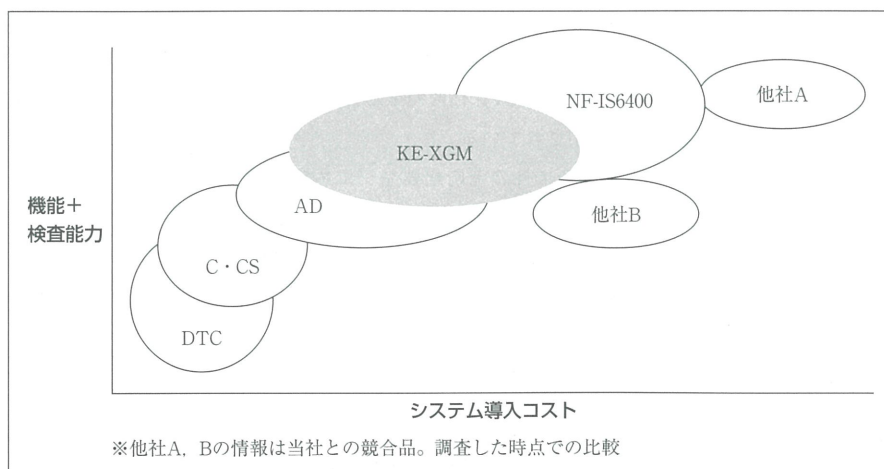 NF-IS6400
他社A
KE-XGM
機能＋
検査能力
AD
他社B
C・CS
DTC
システム導入コスト
※他社A，Bの情報は当社との競合品。調査した時点での比較